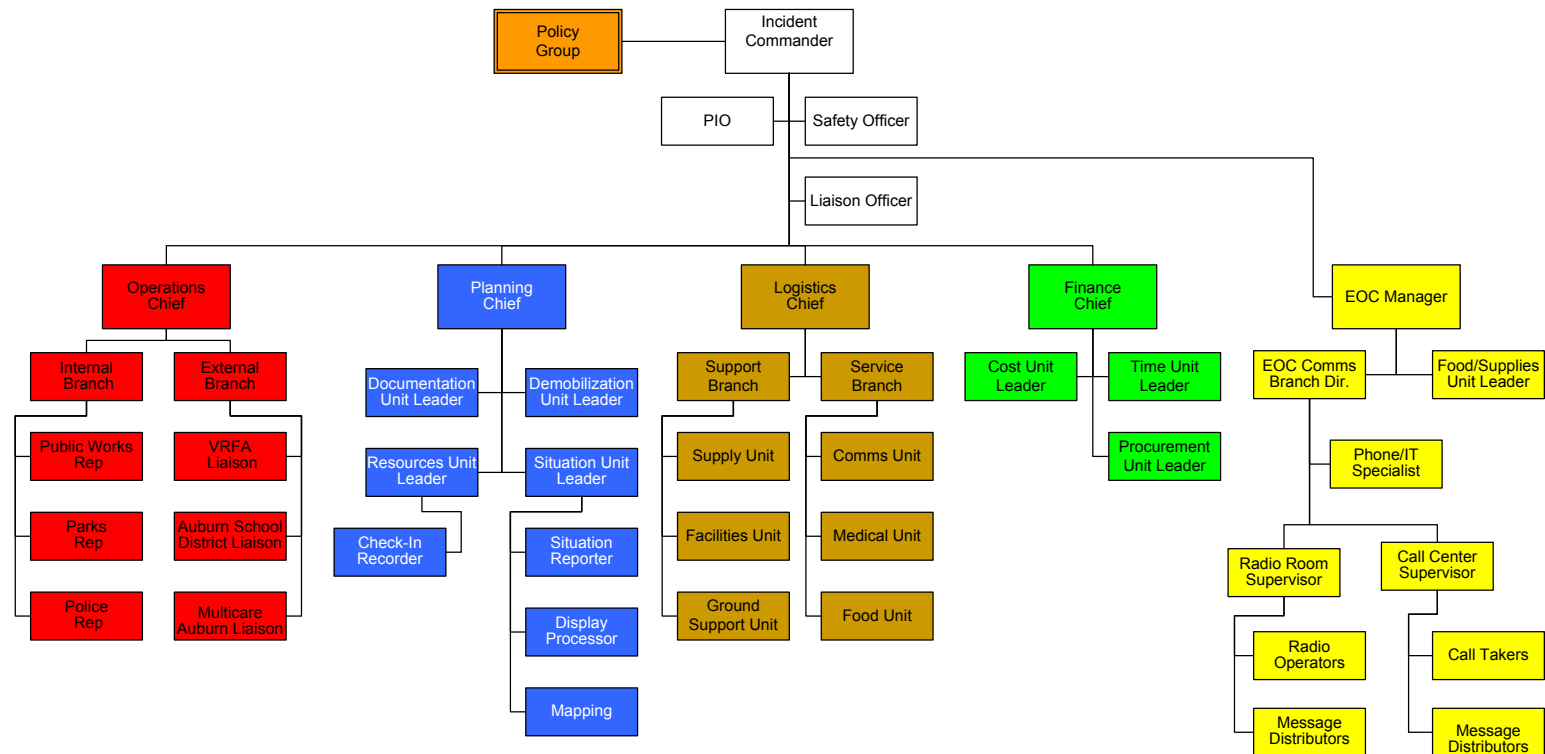 Policy
Group
Incident
Commander
PIO
Safety Officer
Liaison Officer
Operations
Chief
Planning
Chief
Logistics
Chief
Finance
Chief
EOC Manager
Internal
Branch
External
Branch
Documentation
Unit Leader
Demobilization
Unit Leader
Support
Branch
Service
Branch
Cost Unit
Leader
Time Unit
Leader
EOC Comms
Branch Dir.
Food/Supplies
Unit Leader
Public Works
Rep
VRFA
Liaison
Resources Unit
Leader
Situation Unit
Leader
Supply Unit
Comms Unit
Procurement
Unit Leader
Phone/IT
Specialist
Parks
Rep
Auburn School
District Liaison
Check-In
Recorder
Situation
Reporter
Facilities Unit
Medical Unit
Radio Room
Supervisor
Call Center
Supervisor
Police
Rep
Multicare
Auburn Liaison
Display
Processor
Ground
Support Unit
Food Unit
Radio
Operators
Call Takers
Mapping
Message
Distributors
Message
Distributors